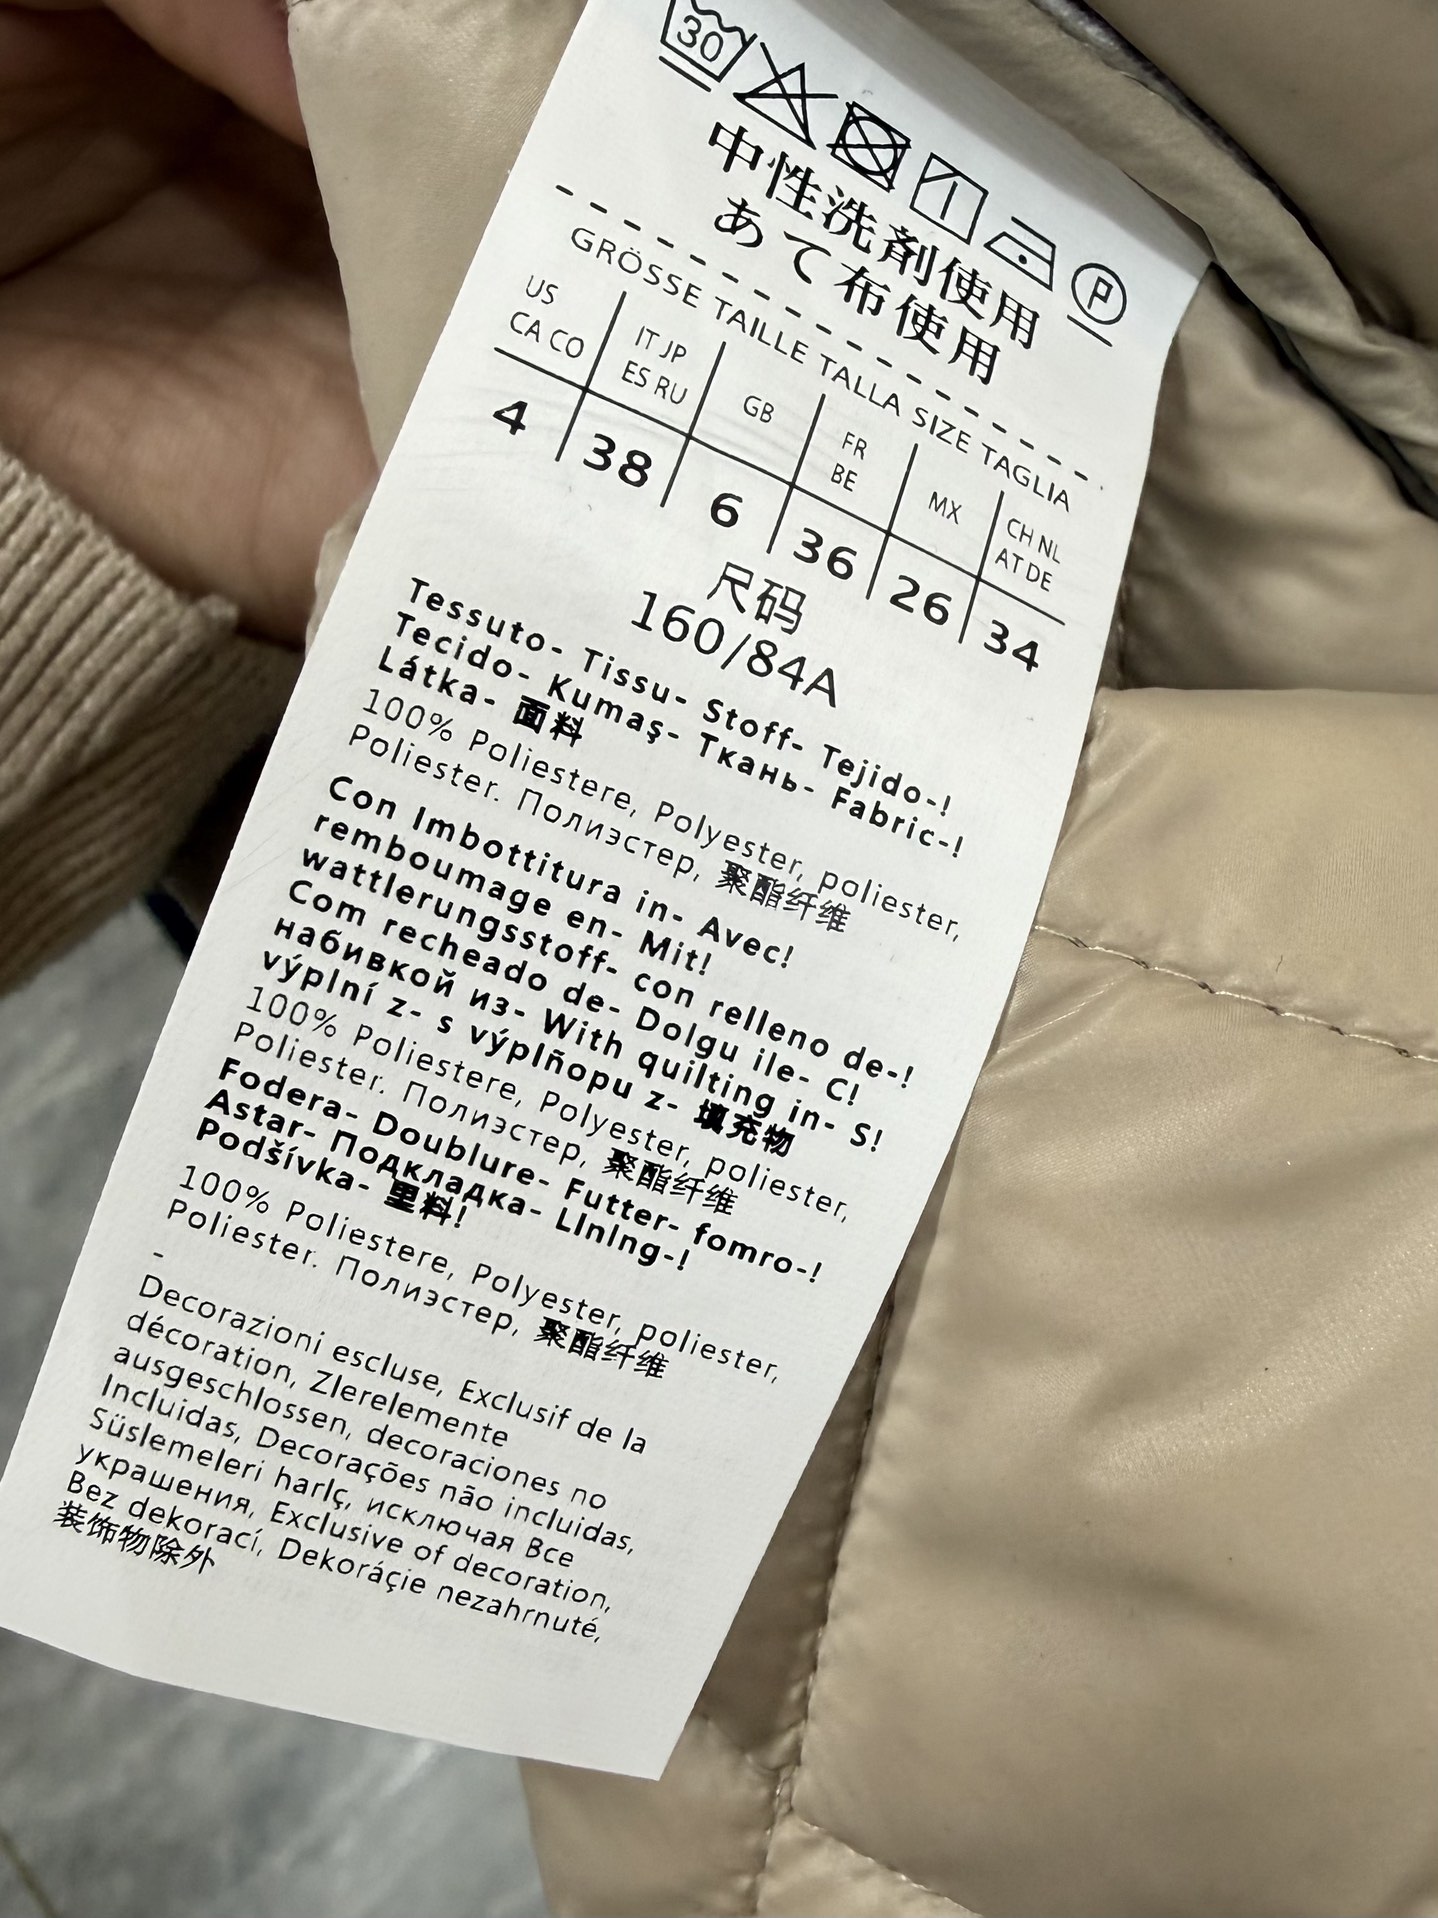 30
P
中性洗剤使用
あて布使用
GRÖSSE TAILLE TALLA SIZE TAGLIA
US CA CO
IT JP ES RU
GB
FR BE
MX
CH NL AT DE
4 38 6 36 26 34
尺码
160/84A
Tessuto- Tissu- Stoff- Tejido-!
Tecido- Kumaş- Ткань- Fabric-!
Látka- 面料
100% Poliestere, Polyester, poliester,
Poliester. Полиэстер, 聚酯纤维
Con Imbottitura in- Avec!
remboumage en- Mit!
wattlerungsstoff- con relleno de-!
Com recheado de- Dolgu ile- C!
набивкой из- With quilting in- S!
výplní z- s výplñopu z- 填充物
100% Poliestere, Polyester, poliester,
Poliester. Полиэстер, 聚酯纤维
Fodera- Doublure- Futter- fomro-!
Astar- Подкладка- LInIng-!
Podšívka- 里料!
100% Poliestere, Polyester, poliester,
Poliester. Полиэстер, 聚酯纤维
-
Decorazioni escluse, Exclusif de la
décoration, Zlerelemente
ausgeschlossen, decoraciones no
Incluidas, Decorações não incluidas,
Süslemeleri harlç, исключая Все
украшения, Exclusive of decoration,
Bez dekorací, Dekoráçie nezahrnuté,
装饰物除外